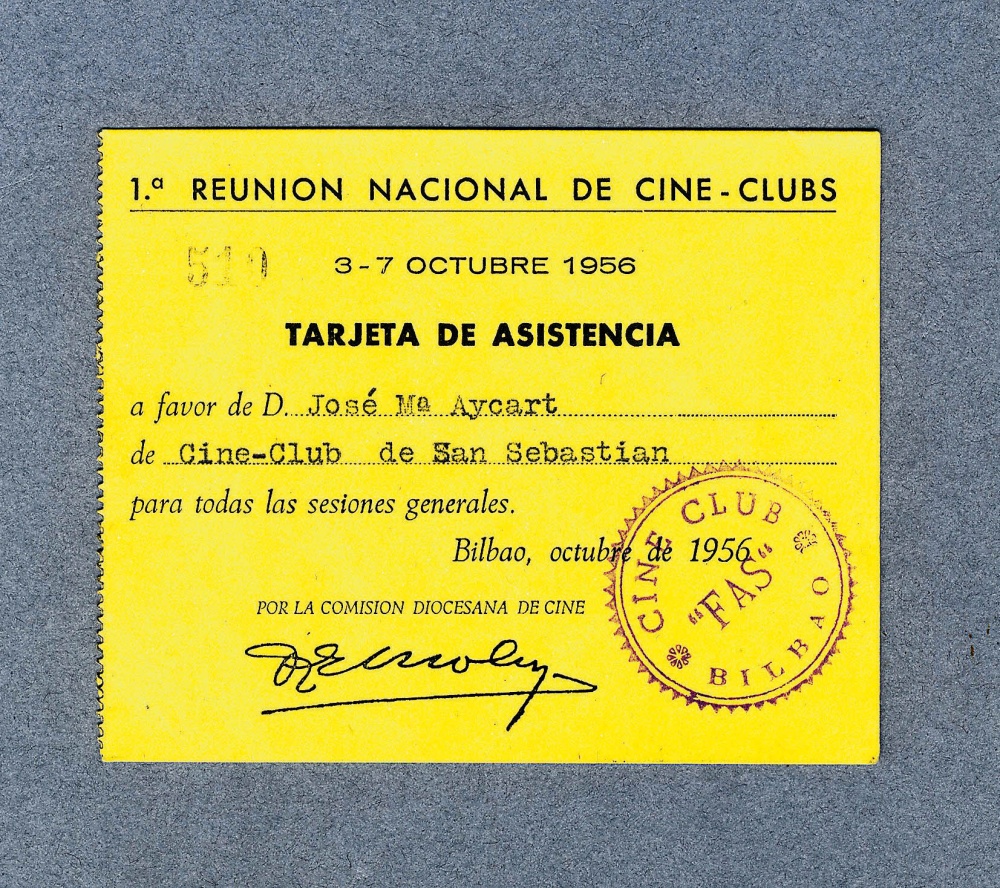 1.ª REUNION NACIONAL DE CINE-CLUBS
510 3-7 OCTUBRE 1956
TARJETA DE ASISTENCIA
a favor de D. José Mª Aycart
de Cine-Club de San Sebastian
para todas las sesiones generales.
Bilbao, octubre de 1956
POR LA COMISION DIOCESANA DE CINE
CINE CLUB
"FAS"
BILBAO